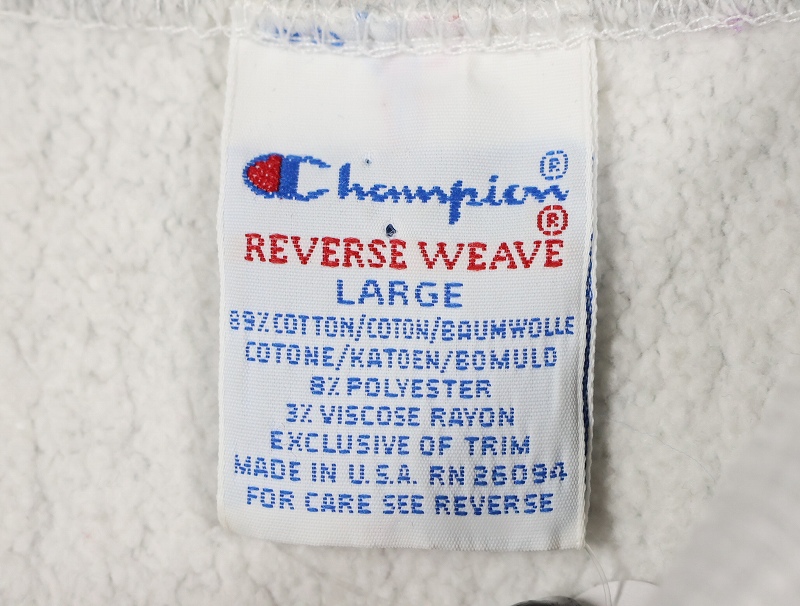 Champion®
®
REVERSE WEAVE
LARGE
89% COTTON/COTON/BAUMWOLLE
COTONE/KATOEN/BOMULD
8% POLYESTER
3% VISCOSE RAYON
EXCLUSIVE OF TRIM
MADE IN U.S.A. RN 26094
FOR CARE SEE REVERSE